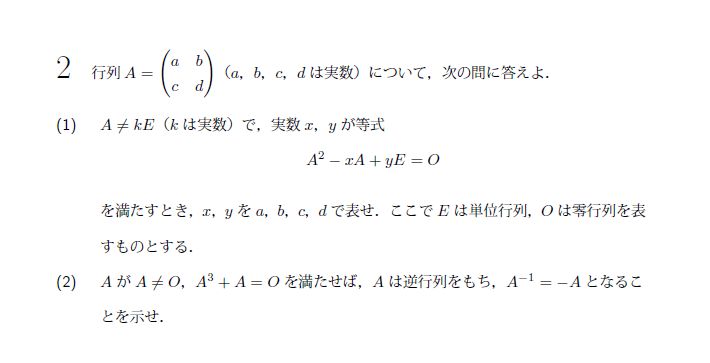 2 行列 A = \begin{pmatrix} a & b \\ c & d \end{pmatrix} (a, b, c, d は実数) について,次の問に答えよ.
(1) A ≠ kE (k は実数) で,実数 x, y が等式
A² − xA + yE = O
を満たすとき,x, y を a, b, c, d で表せ.ここで E は単位行列,O は零行列を表
すものとする.
(2) A が A ≠ O, A³ + A = O を満たせば,A は逆行列をもち,A⁻¹ = −A となるこ
とを示せ.